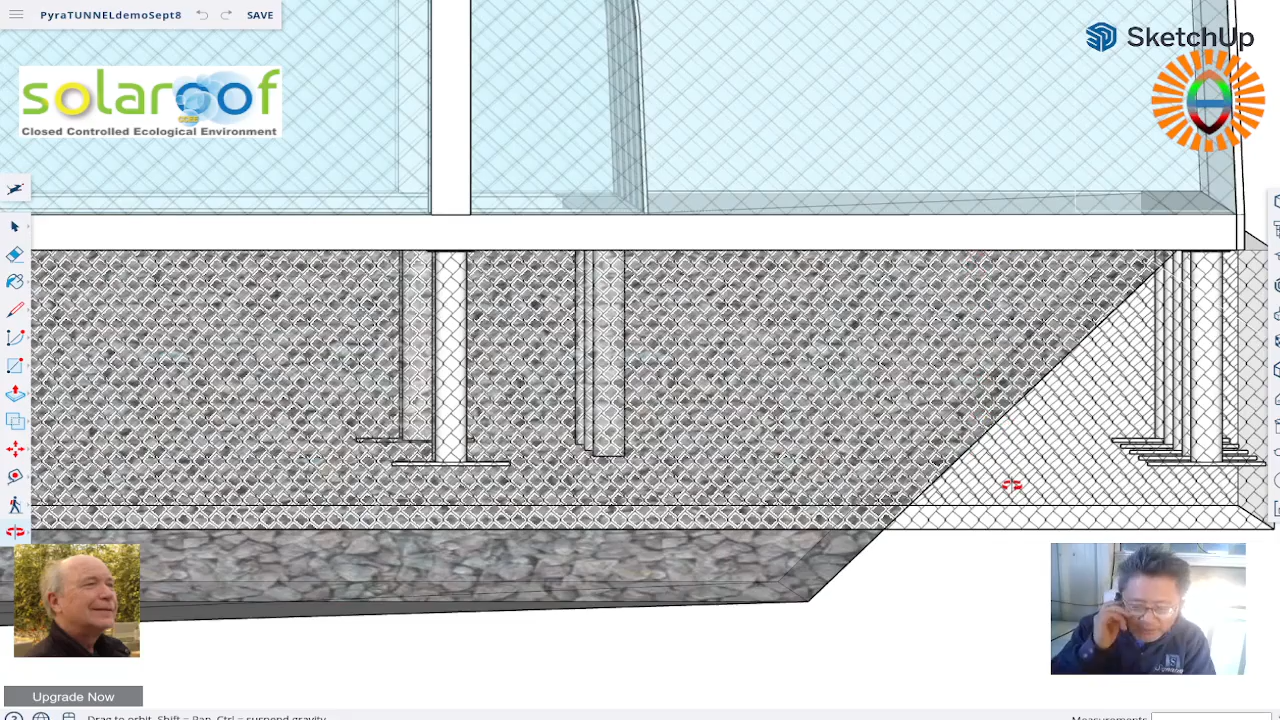 PyraTUNNELdemoSept8
SAVE
SketchUp
solaroof
Closed Controlled Ecological Environment
Upgrade Now
Drag to orbit. Shift = Pan, Ctrl = suspend gravity
Measurements